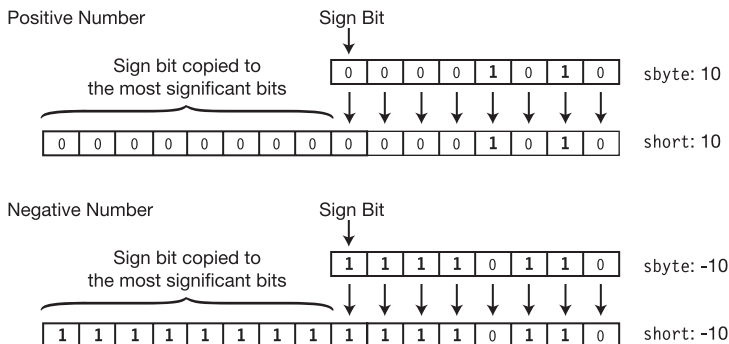 Positive Number
Sign Bit
0 0 0 0 1 0 1 0
sbyte: 10
Sign bit copied to
the most significant bits
0 0 0 0 0 0 0 0 0 0 0 0 1 0 1 0
short: 10
Negative Number
Sign Bit
1 1 1 1 0 1 1 0
sbyte: -10
Sign bit copied to
the most significant bits
1 1 1 1 1 1 1 1 1 1 1 1 0 1 1 0
short: -10